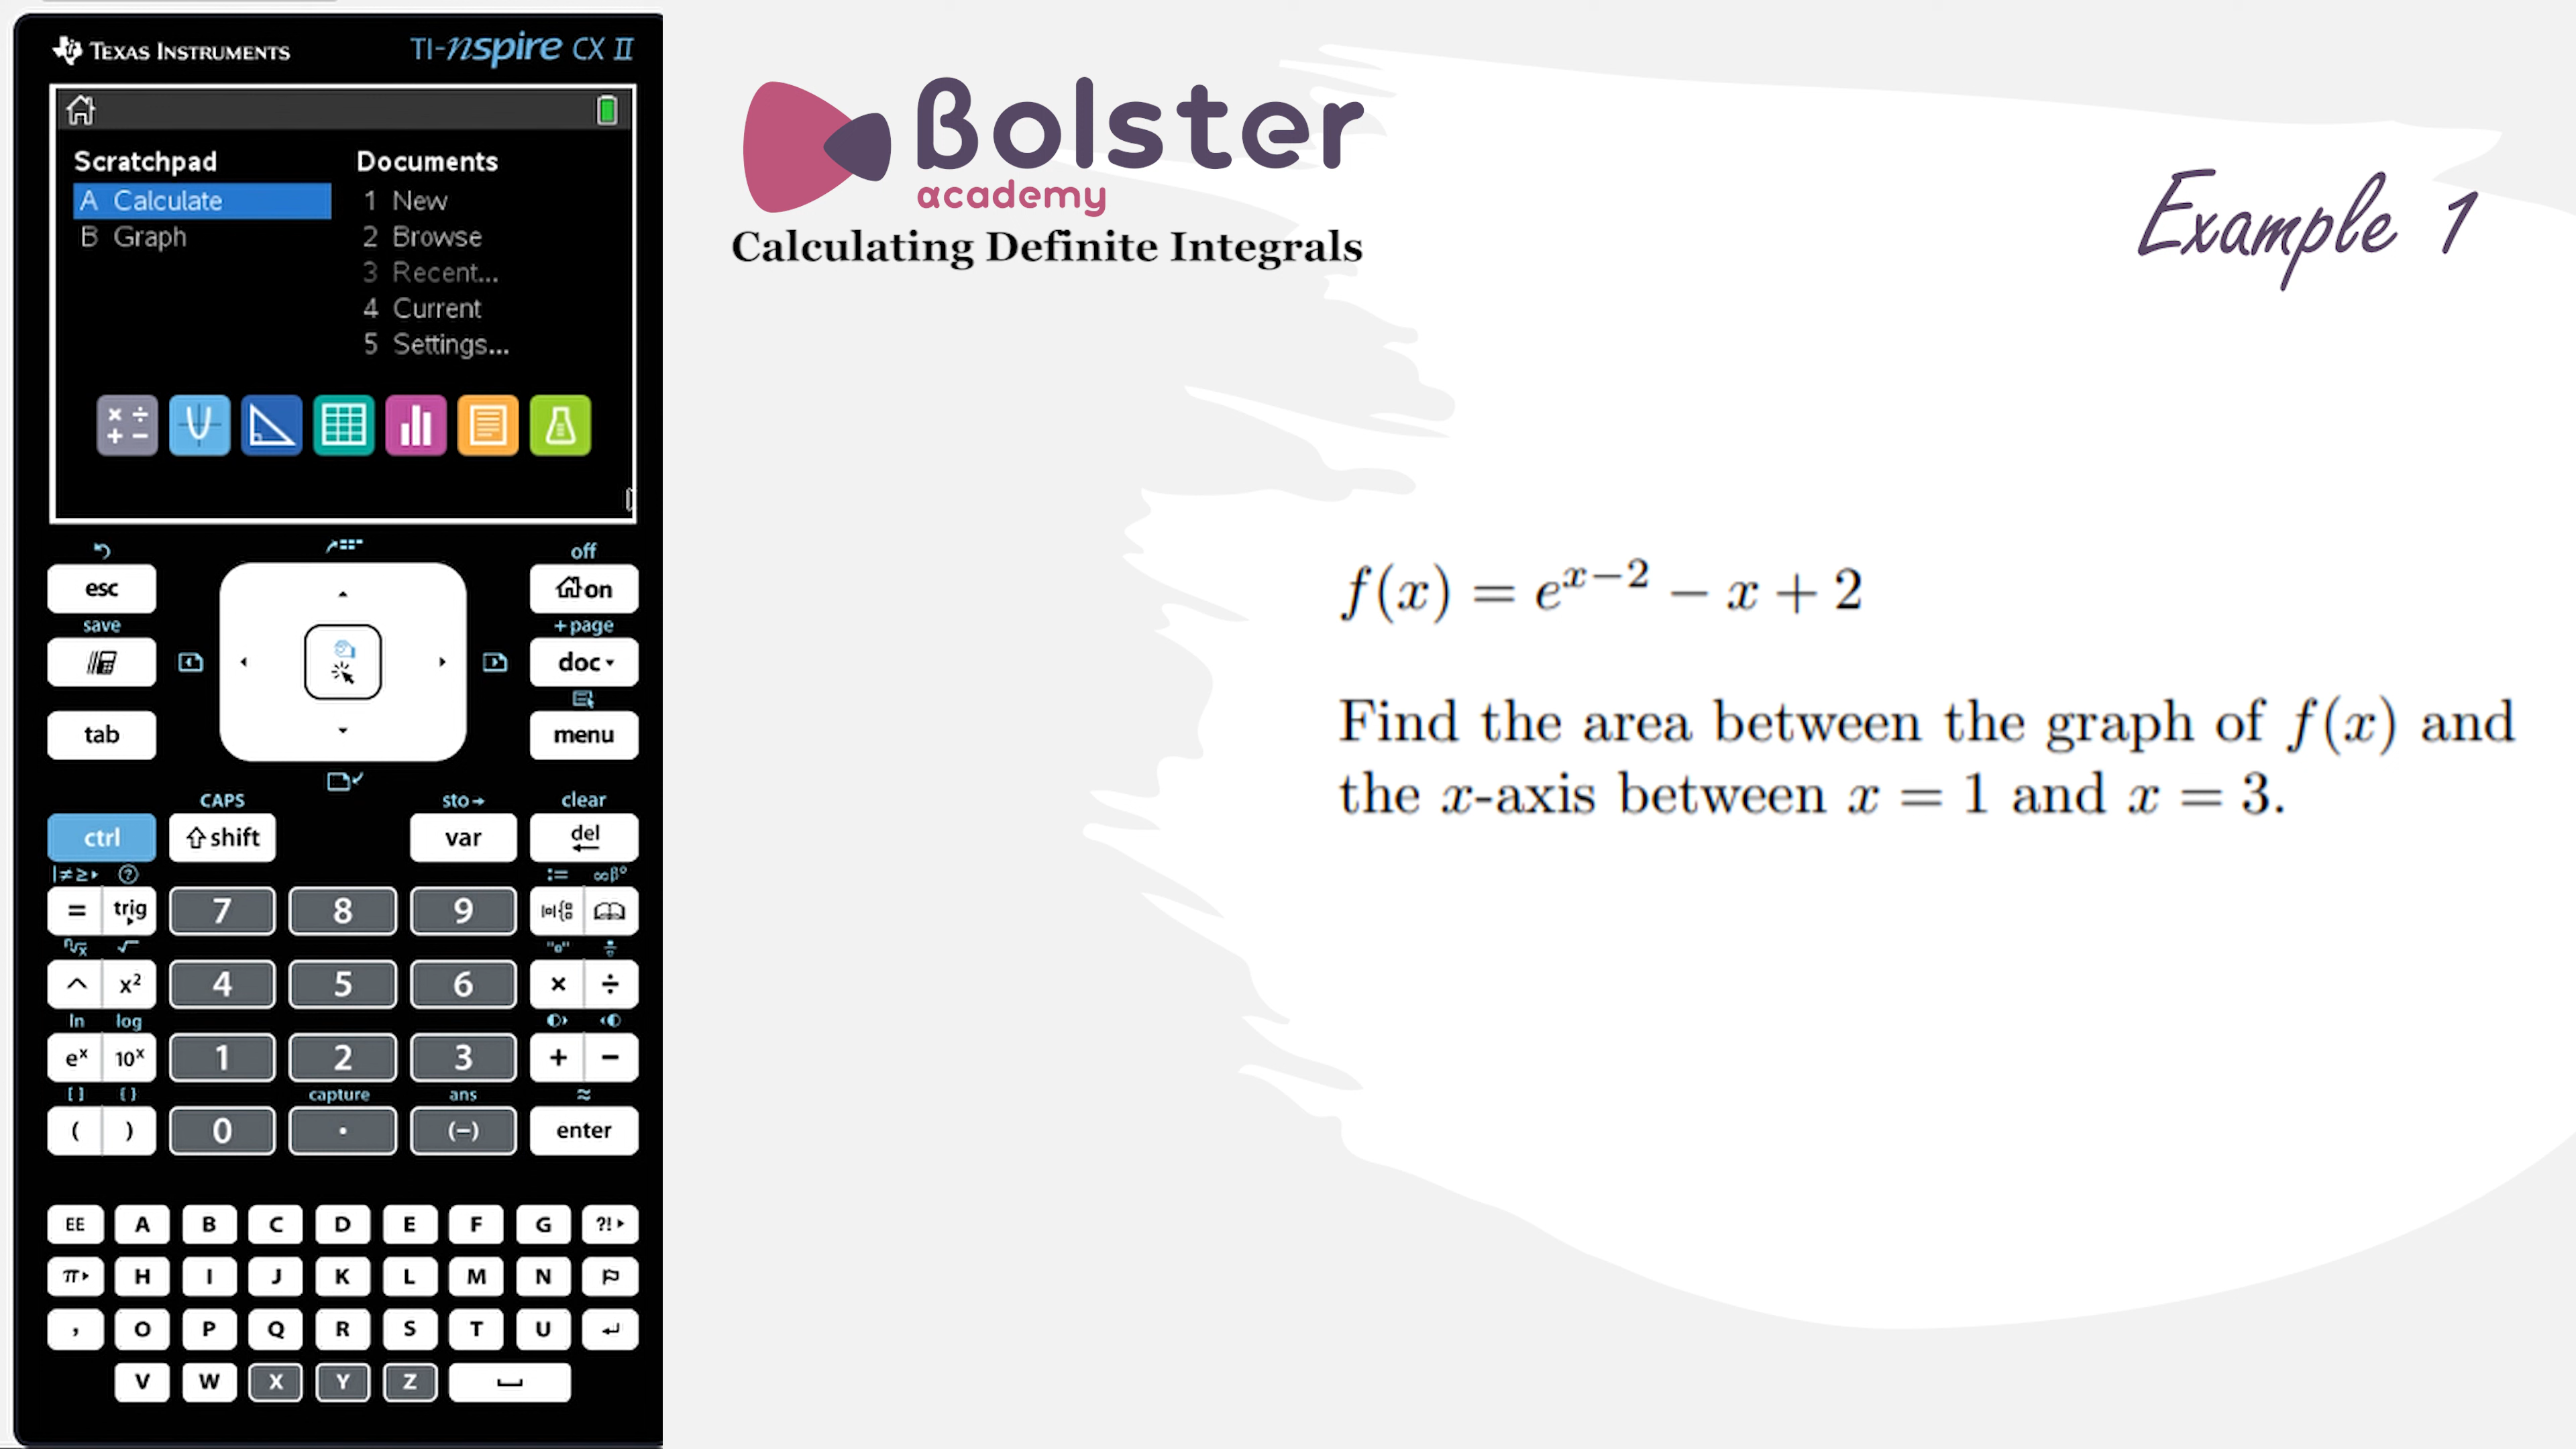 TEXAS INSTRUMENTS TI-nspire CX II
Scratchpad
A Calculate
B Graph
Documents
1 New
2 Browse
3 Recent...
4 Current
5 Settings...
off
esc
on
save
+ page
doc
tab
menu
CAPS sto→ clear
ctrl shift var del
|≠≥▸ ? := ∞β°
= trig 7 8 9
ⁿ√x √ "□"
^ x² 4 5 6 × ÷
ln log
eˣ 10ˣ 1 2 3 + −
[ ] { } capture ans ≈
( ) 0 . (−) enter
EE A B C D E F G ?!▸
π▸ H I J K L M N
, O P Q R S T U
V W X Y Z
βolster
αcademy
Calculating Definite Integrals
Example 1
f(x) = eˣ⁻² − x + 2
Find the area between the graph of f(x) and
the x-axis between x = 1 and x = 3.